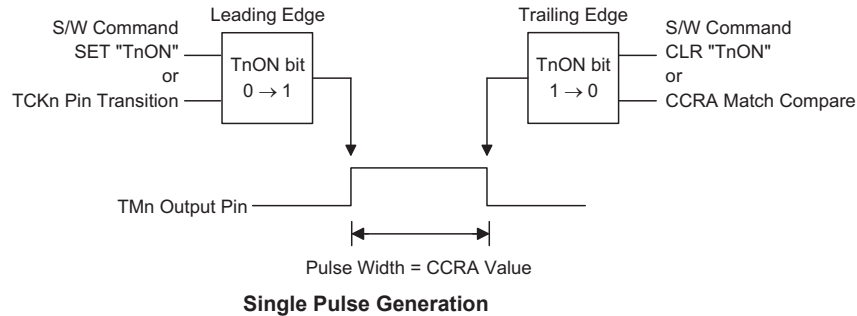 Leading Edge
S/W Command
SET "TnON"
or
TCKn Pin Transition
TnON bit
0 → 1
Trailing Edge
TnON bit
1 → 0
S/W Command
CLR "TnON"
or
CCRA Match Compare
TMn Output Pin
Pulse Width = CCRA Value
Single Pulse Generation